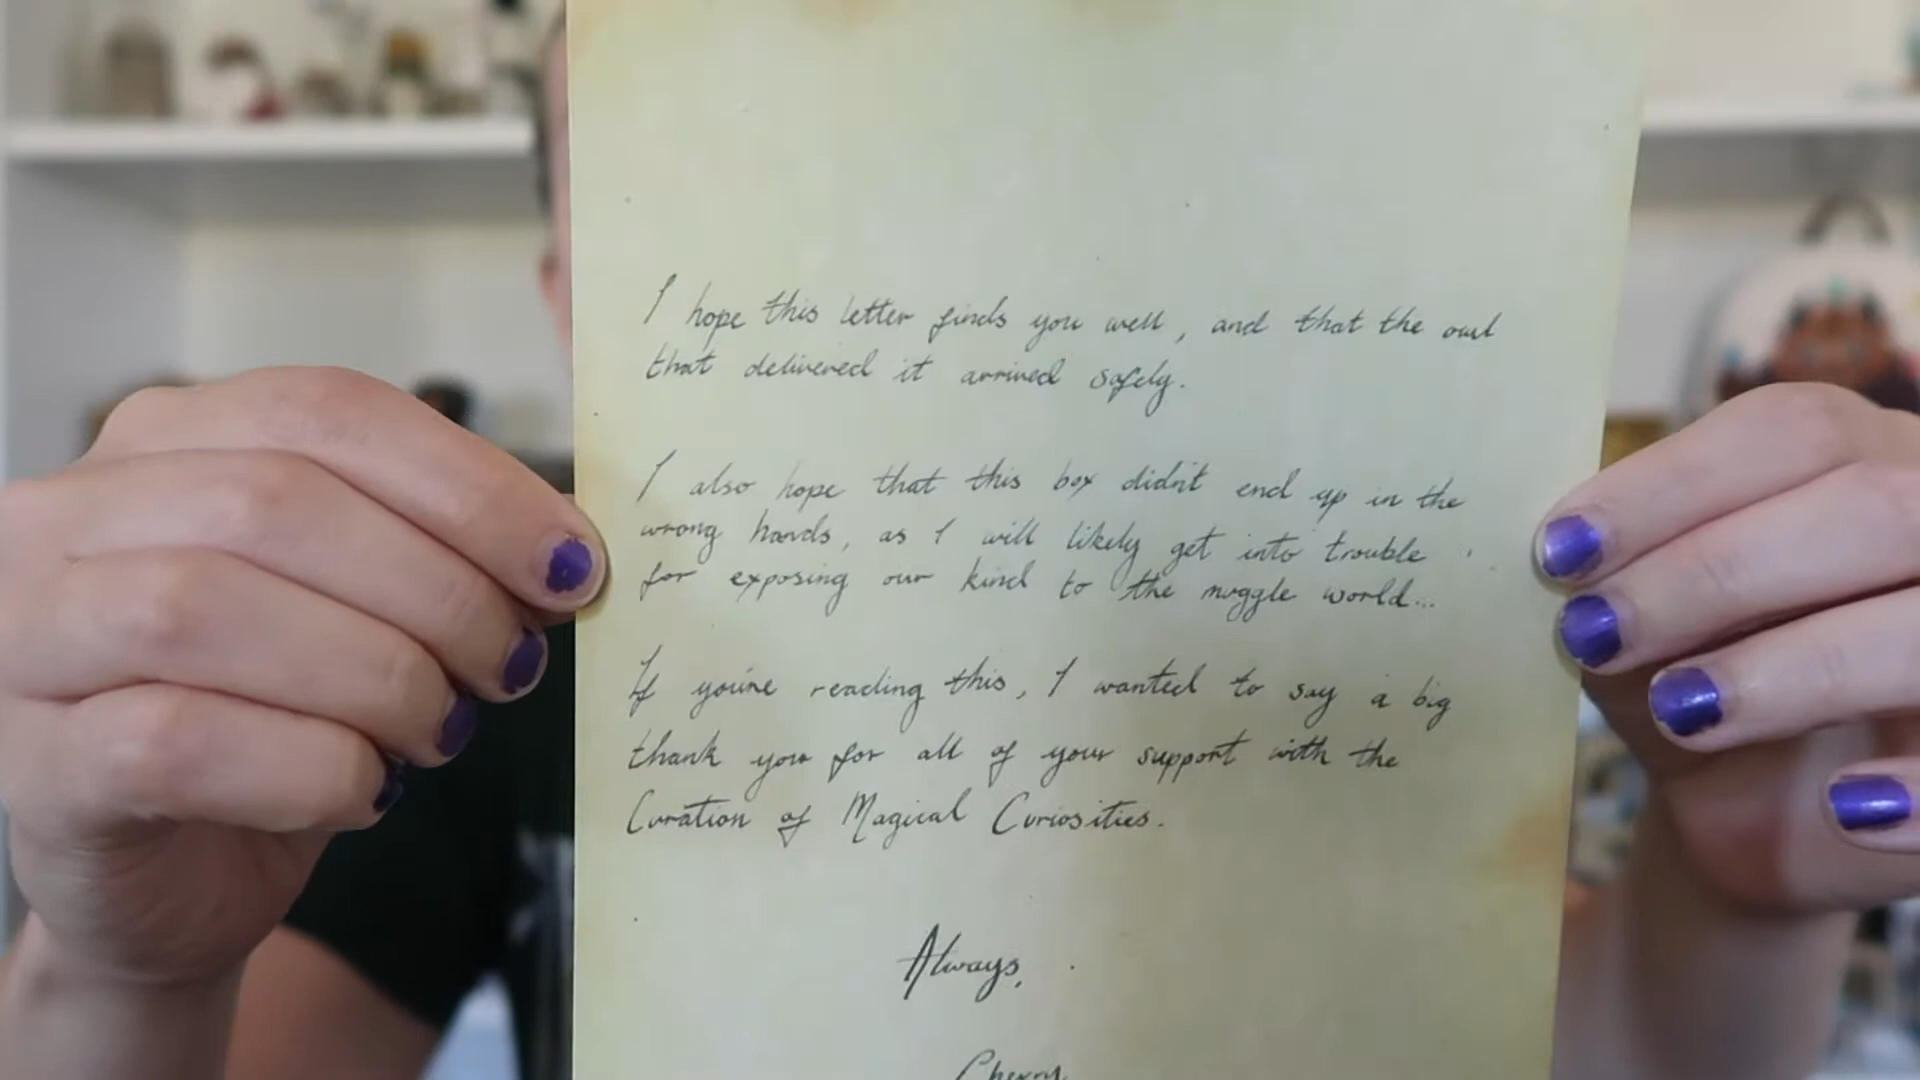 I hope this letter finds you well, and that the owl
that delivered it arrived safely.
I also hope that this box didn't end up in the
wrong hands, as I will likely get into trouble
for exposing our kind to the muggle world...
If you're reading this, I wanted to say a big
thank you for all of your support with the
Curation of Magical Curiosities.
Always,